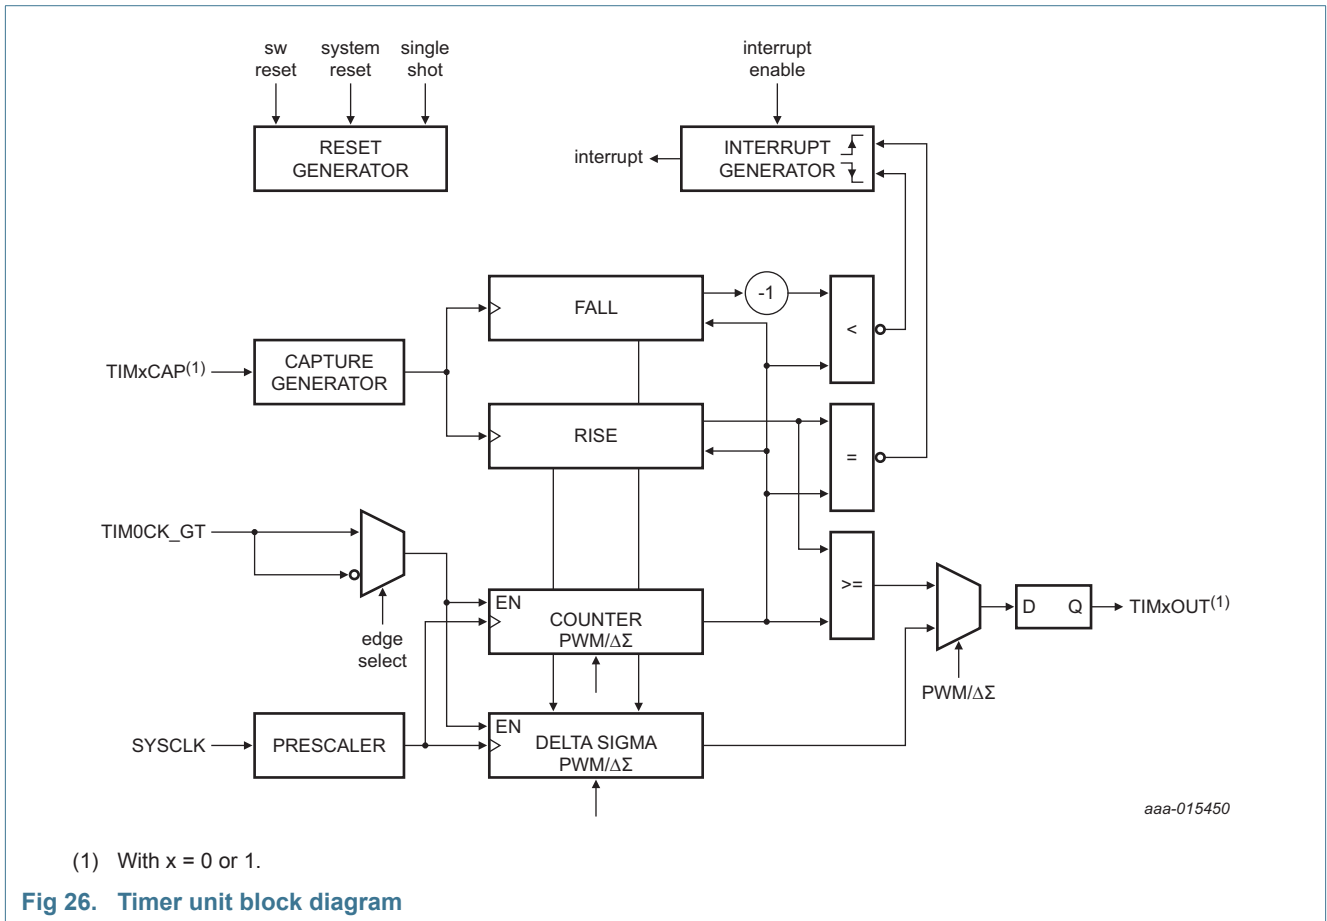 sw
reset
system
reset
single
shot
interrupt
enable
RESET
GENERATOR
interrupt
INTERRUPT
GENERATOR
FALL
-1
<
TIMxCAP(1)
CAPTURE
GENERATOR
RISE
=
TIM0CK_GT
edge
select
EN
COUNTER
PWM/ΔΣ
>=
D Q
TIMxOUT(1)
PWM/ΔΣ
SYSCLK
PRESCALER
EN
DELTA SIGMA
PWM/ΔΣ
aaa-015450
(1) With x = 0 or 1.
Fig 26. Timer unit block diagram